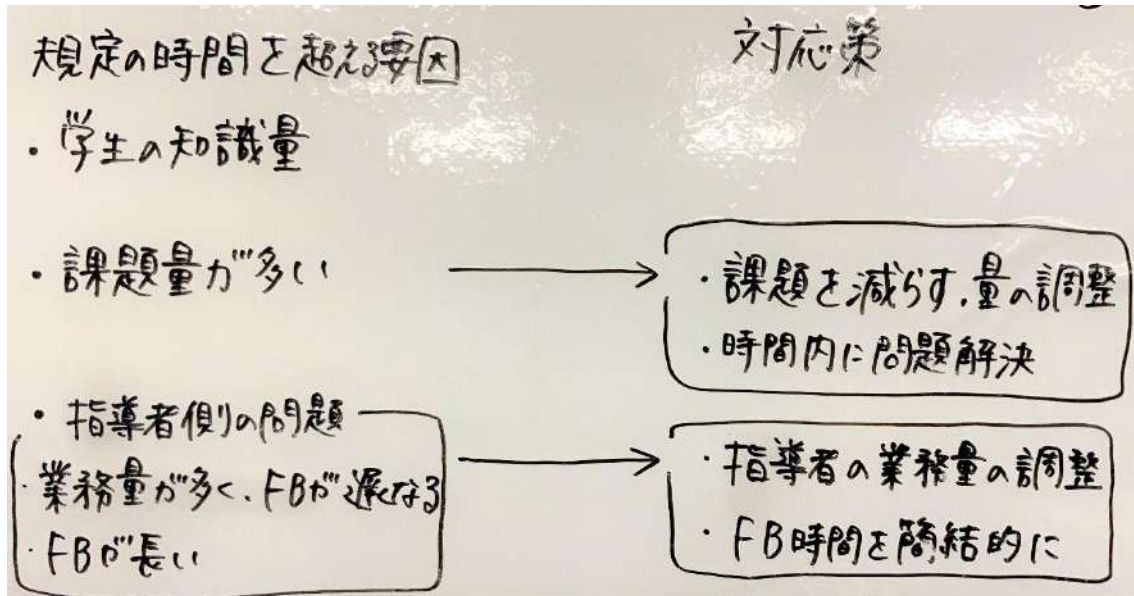 規定の時間を超える要因
・学生の知識量
・課題量が多い
・指導者側の問題
・業務量が多く、FBが遅なる
・FBが長い
対応策
・課題を減らす、量の調整
・時間内に問題解決
・指導者の業務量の調整
・FB時間を簡結的に